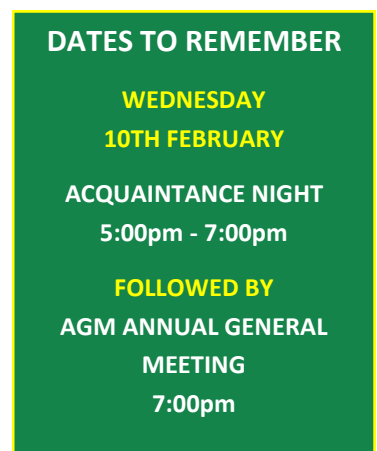 DATES TO REMEMBER
WEDNESDAY
10TH FEBRUARY
ACQUAINTANCE NIGHT
5:00pm - 7:00pm
FOLLOWED BY
AGM ANNUAL GENERAL
MEETING
7:00pm